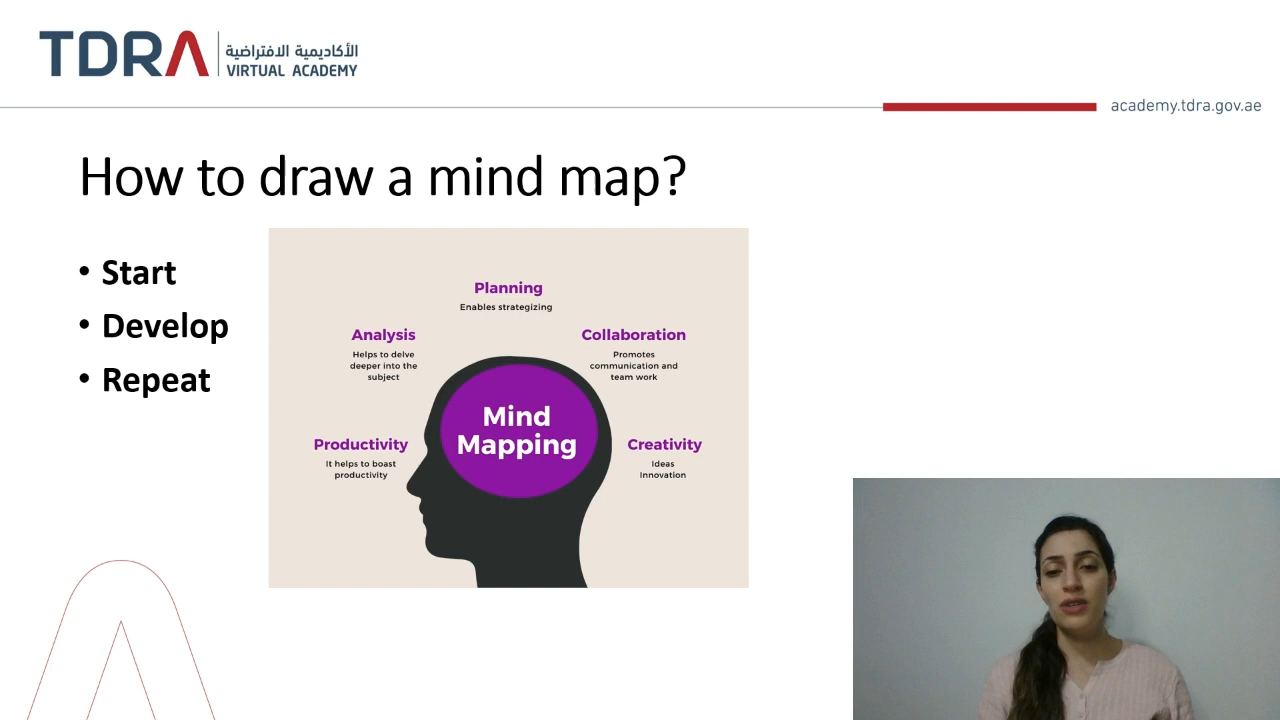 TDRA
الأكاديمية الافتراضية
VIRTUAL ACADEMY
academy.tdra.gov.ae
How to draw a mind map?
• Start
• Develop
• Repeat
Planning
Enables strategizing
Analysis
Helps to delve
deeper into the
subject
Collaboration
Promotes
communication and
team work
Mind
Mapping
Productivity
It helps to boast
productivity
Creativity
Ideas
Innovation